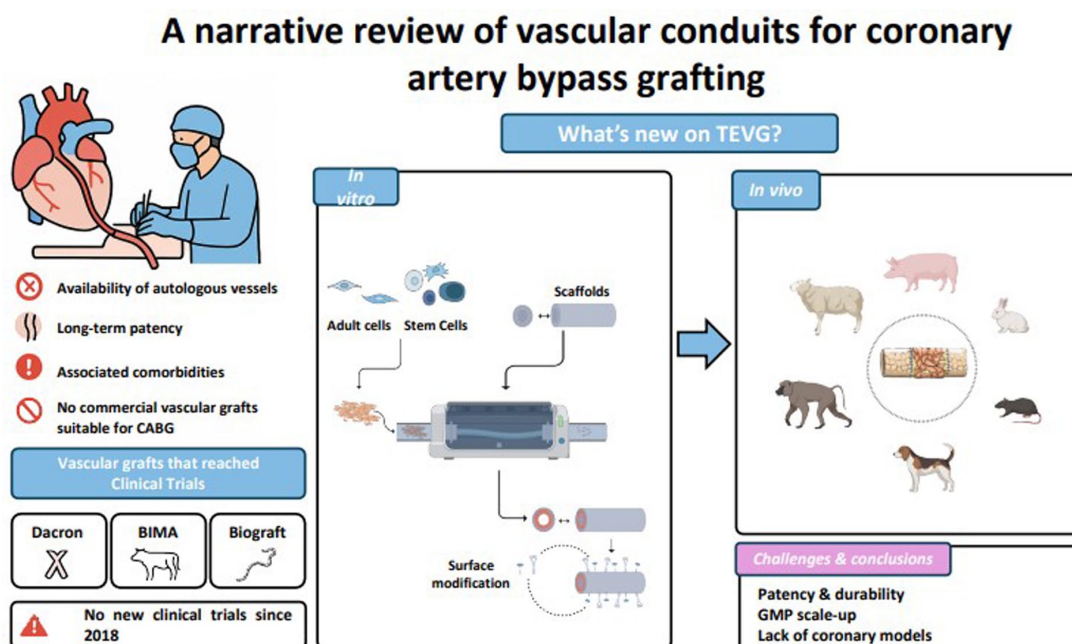 A narrative review of vascular conduits for coronary
artery bypass grafting
What's new on TEVG?
Availability of autologous vessels
Long-term patency
Associated comorbidities
No commercial vascular grafts
suitable for CABG
Vascular grafts that reached
Clinical Trials
Dacron
BIMA
Biograft
No new clinical trials since
2018
In
vitro
Adult cells
Stem Cells
Scaffolds
Surface
modification
In vivo
Challenges & conclusions
Patency & durability
GMP scale-up
Lack of coronary models